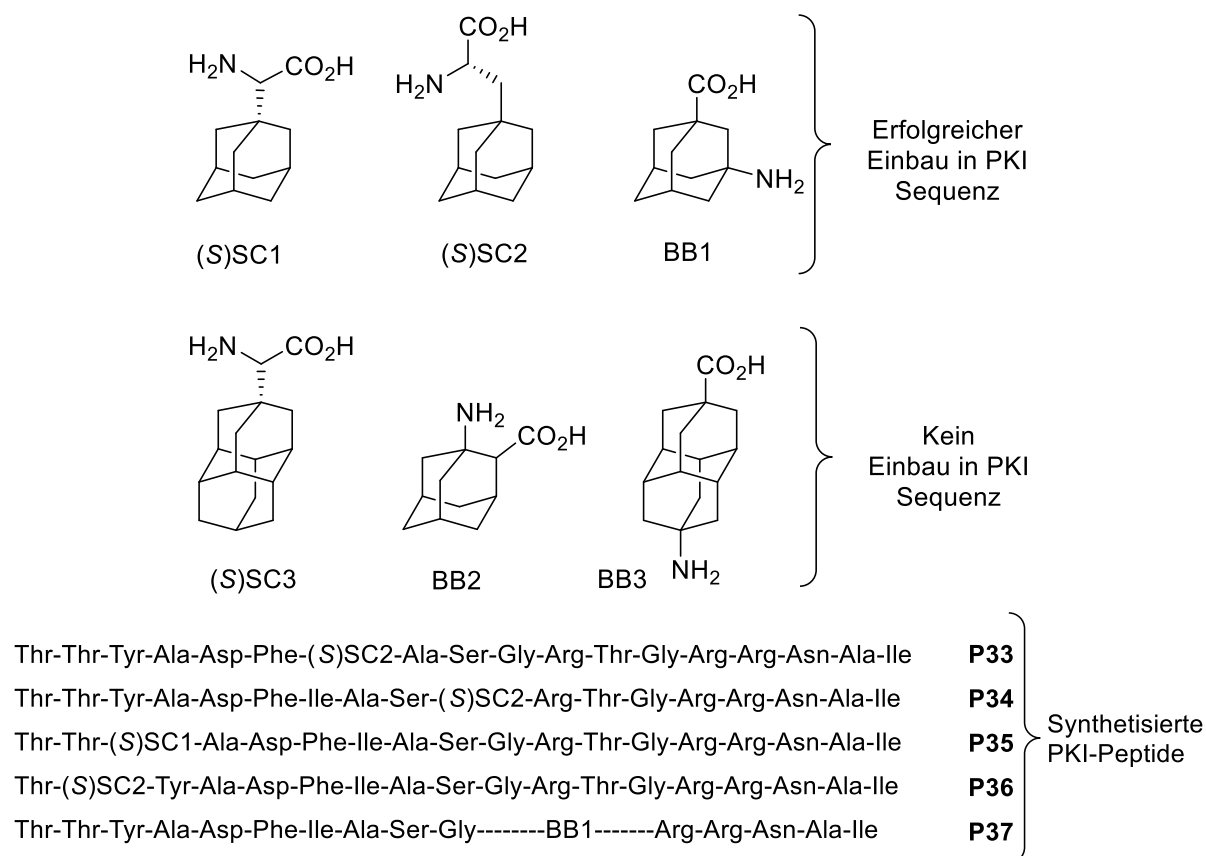 CO₂H
H₂N
CO₂H
H₂N
CO₂H
NH₂
(S)SC1
(S)SC2
BB1
Erfolgreicher
Einbau in PKI
Sequenz
H₂N
CO₂H
NH₂
CO₂H
CO₂H
NH₂
(S)SC3
BB2
BB3
Kein
Einbau in PKI
Sequenz
Thr-Thr-Tyr-Ala-Asp-Phe-(S)SC2-Ala-Ser-Gly-Arg-Thr-Gly-Arg-Arg-Asn-Ala-Ile P33
Thr-Thr-Tyr-Ala-Asp-Phe-Ile-Ala-Ser-(S)SC2-Arg-Thr-Gly-Arg-Arg-Asn-Ala-Ile P34
Thr-Thr-(S)SC1-Ala-Asp-Phe-Ile-Ala-Ser-Gly-Arg-Thr-Gly-Arg-Arg-Asn-Ala-Ile P35
Thr-(S)SC2-Tyr-Ala-Asp-Phe-Ile-Ala-Ser-Gly-Arg-Thr-Gly-Arg-Arg-Asn-Ala-Ile P36
Thr-Thr-Tyr-Ala-Asp-Phe-Ile-Ala-Ser-Gly--------BB1-------Arg-Arg-Asn-Ala-Ile P37
Synthetisierte
PKI-Peptide